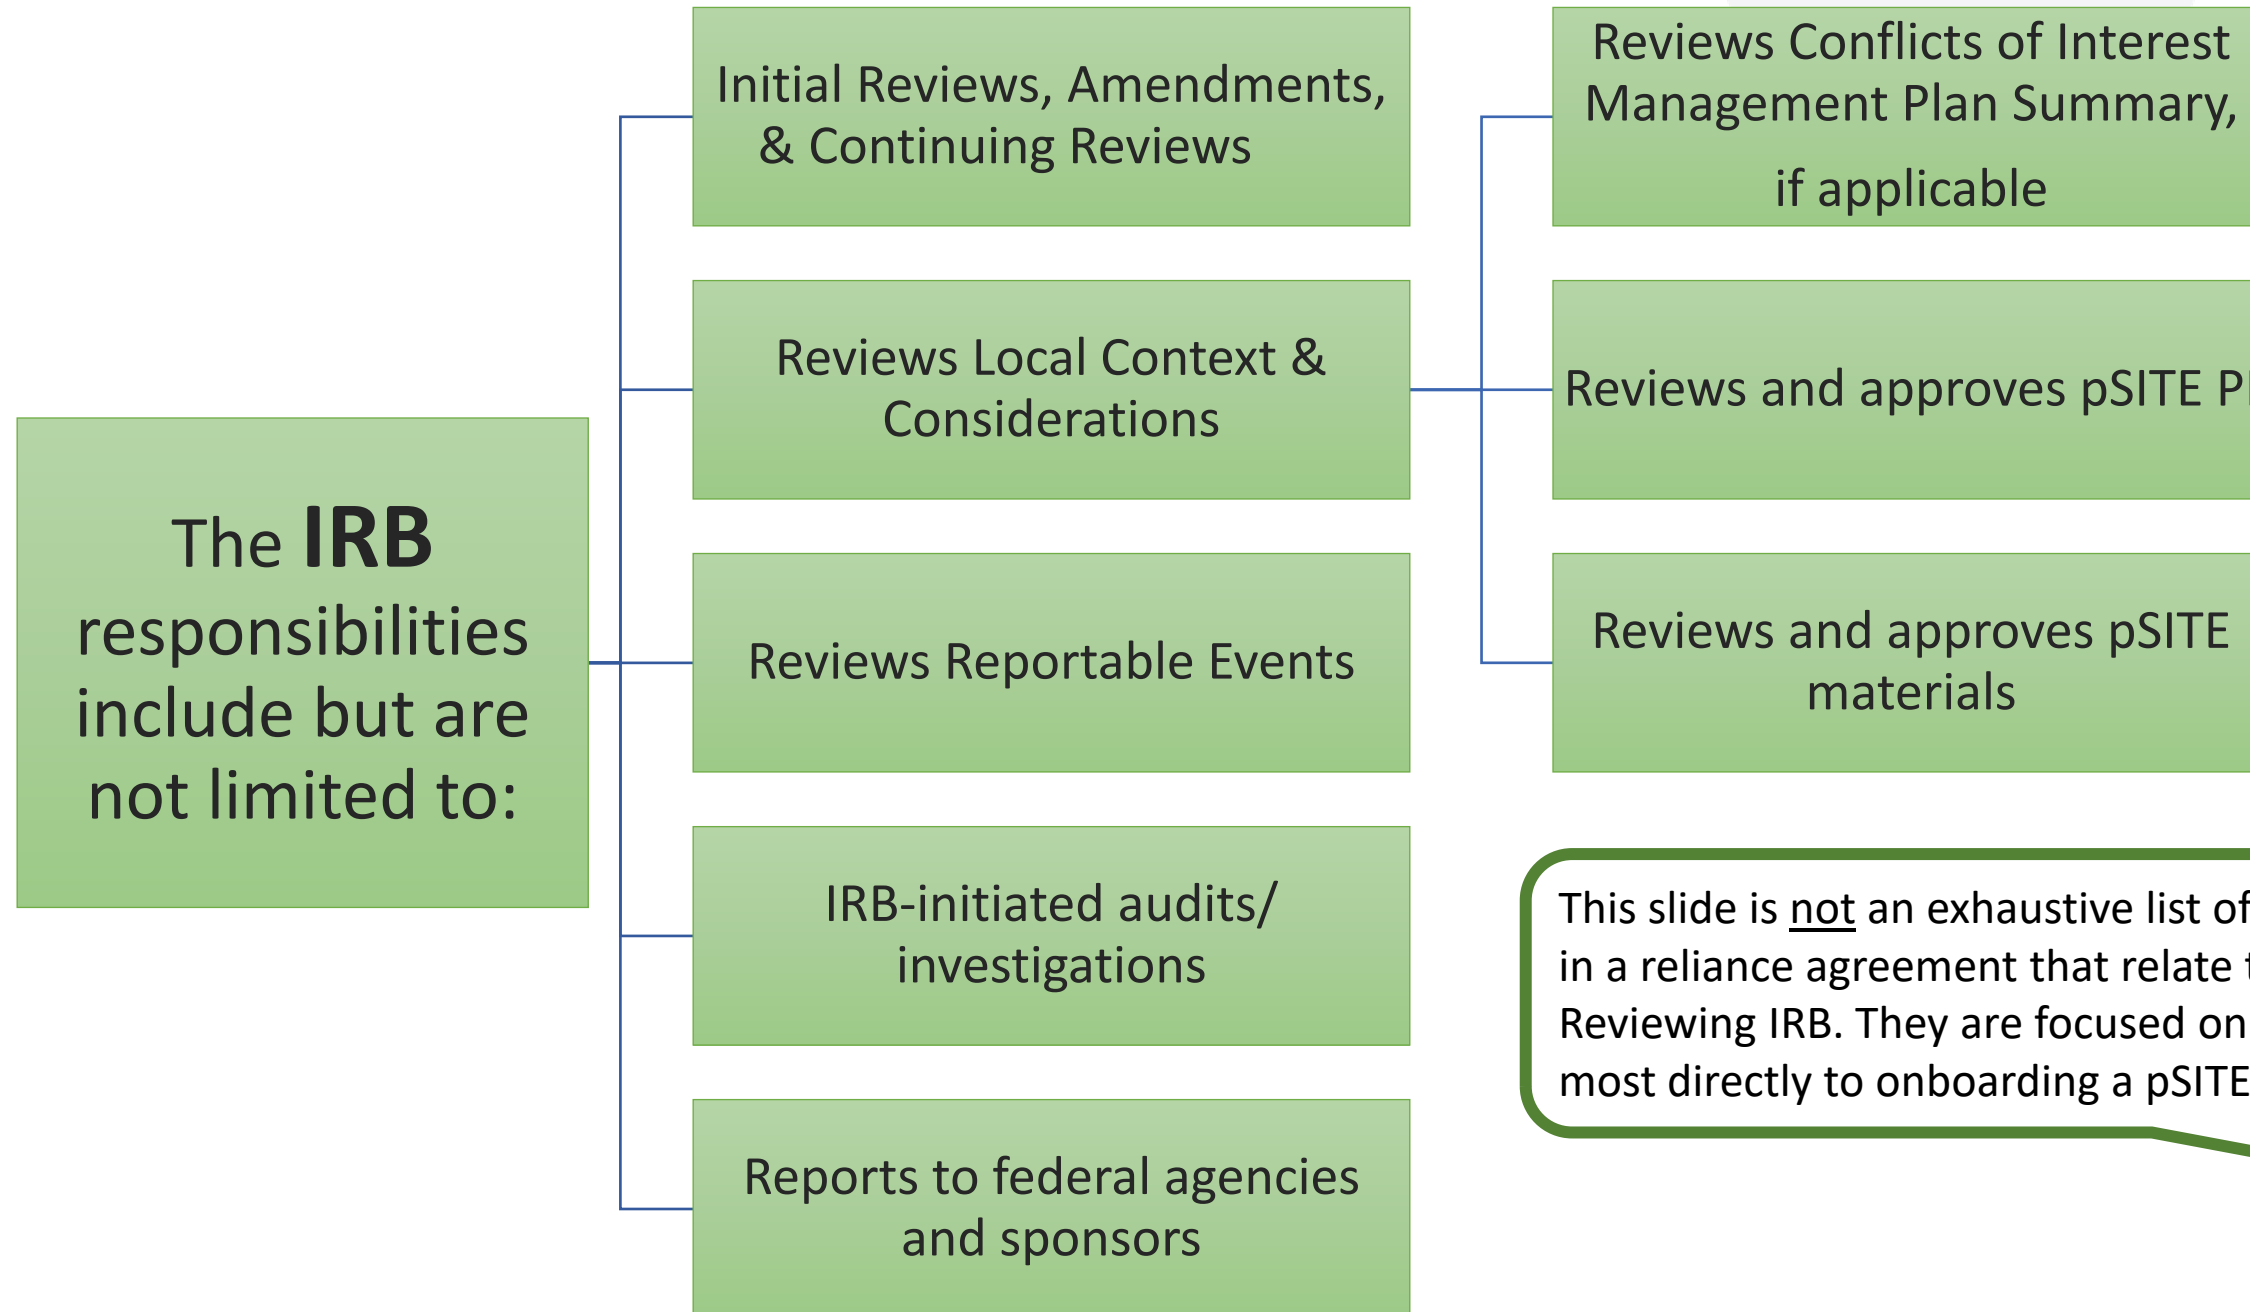 The IRB
responsibilities
include but are
not limited to:
Initial Reviews, Amendments,
& Continuing Reviews
Reviews Local Context &
Considerations
Reviews Reportable Events
IRB-initiated audits/
investigations
Reports to federal agencies
and sponsors
Reviews Conflicts of Interest
Management Plan Summary,
if applicable
Reviews and approves pSITE
Reviews and approves pSITE
materials
This slide is not an exhaustive list of
in a reliance agreement that relate
Reviewing IRB. They are focused on
most directly to onboarding a pSITE